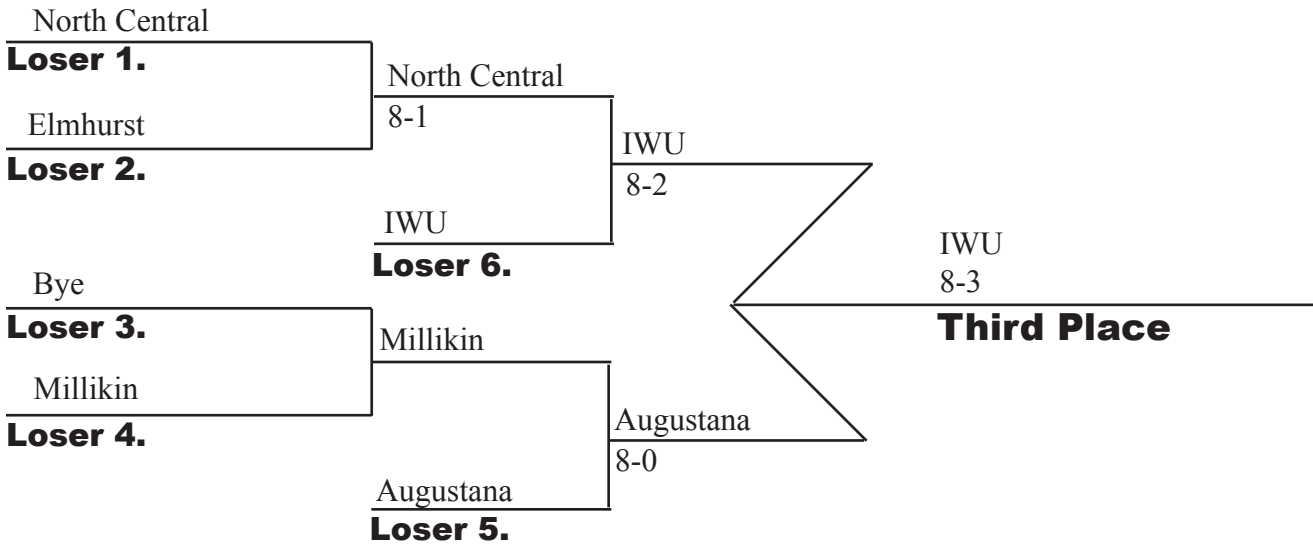 North Central
Loser 1.
North Central
8-1
Elmhurst
Loser 2.
IWU
8-2
IWU
Loser 6.
IWU
8-3
Third Place
Bye
Loser 3.
Millikin
Millikin
Loser 4.
Augustana
8-0
Augustana
Loser 5.